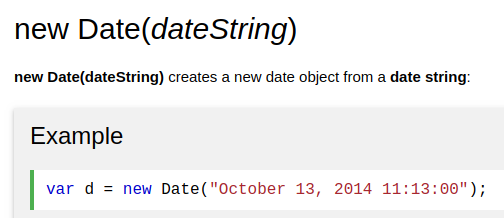 new Date(dateString)
new Date(dateString) creates a new date object from a date string:
Example
var d = new Date("October 13, 2014 11:13:00");